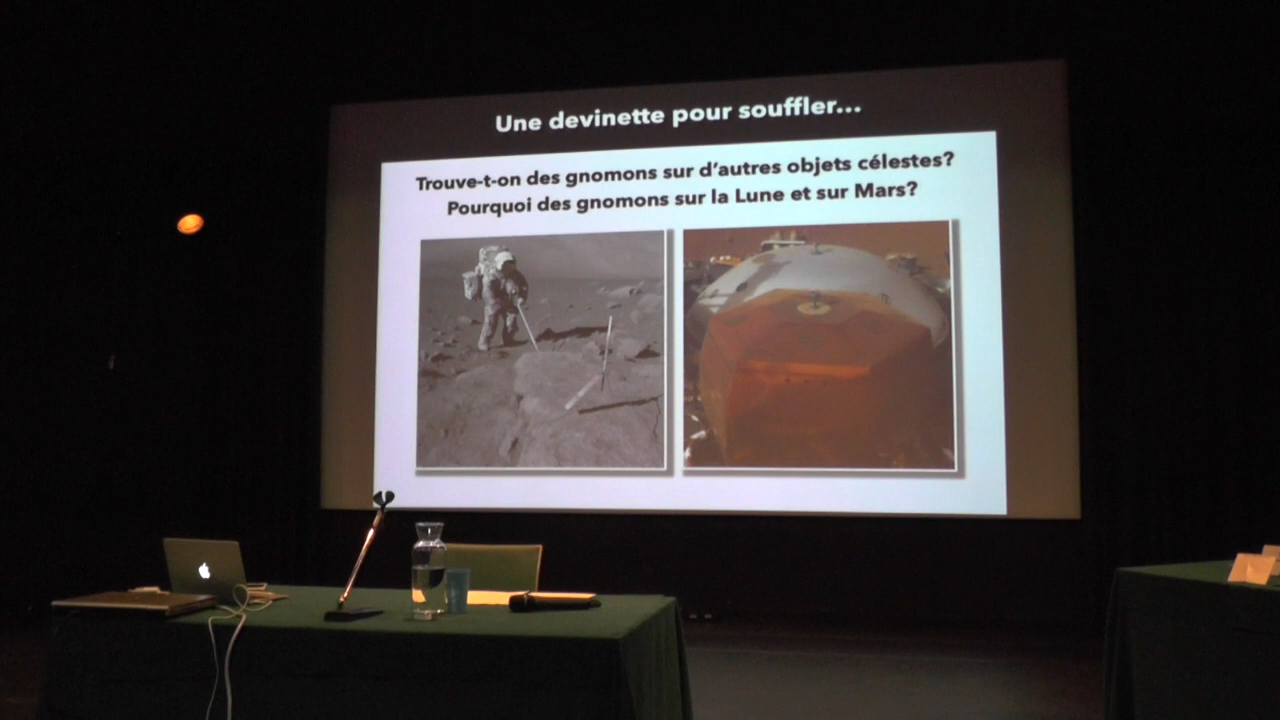 Une devinette pour souffler...
Trouve-t-on des gnomons sur d'autres objets célestes?
Pourquoi des gnomons sur la Lune et sur Mars?